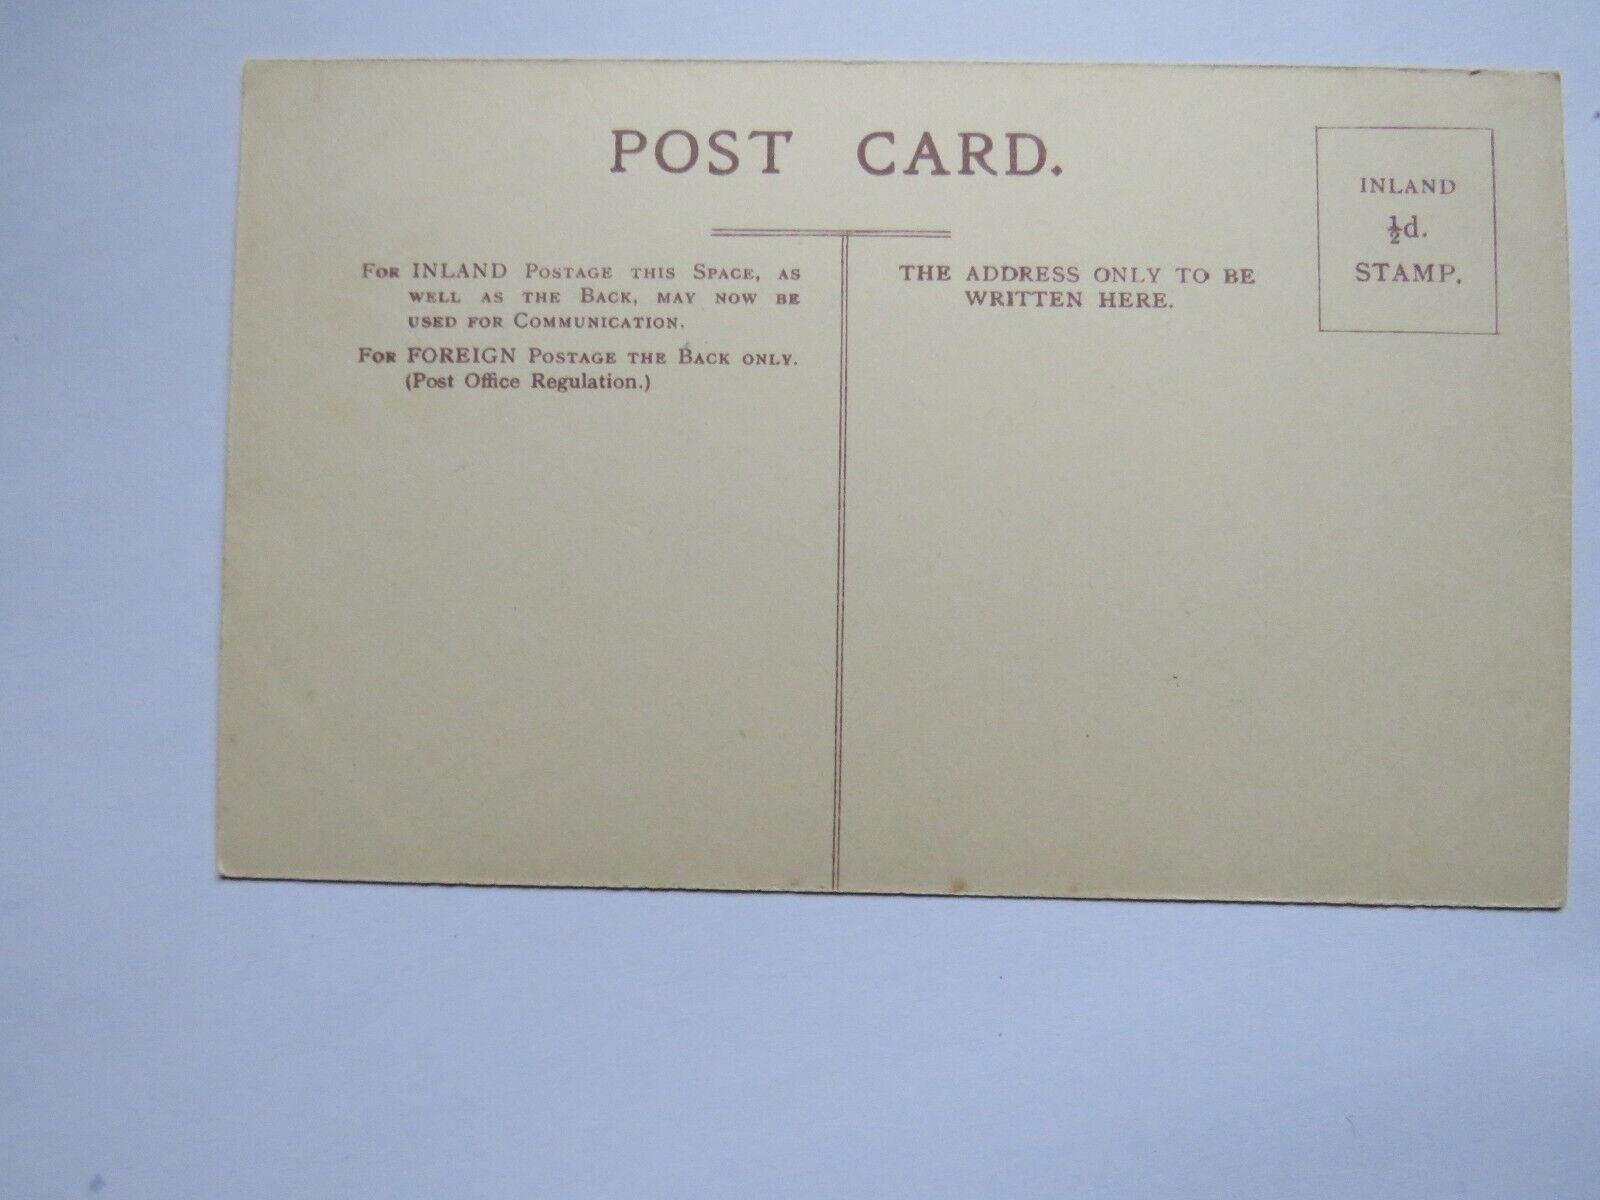 POST CARD.
For INLAND Postage this Space, as
well as the Back, may now be
used for Communication.
For FOREIGN Postage the Back only.
(Post Office Regulation.)
THE ADDRESS ONLY TO BE
WRITTEN HERE.
INLAND
½d.
STAMP.